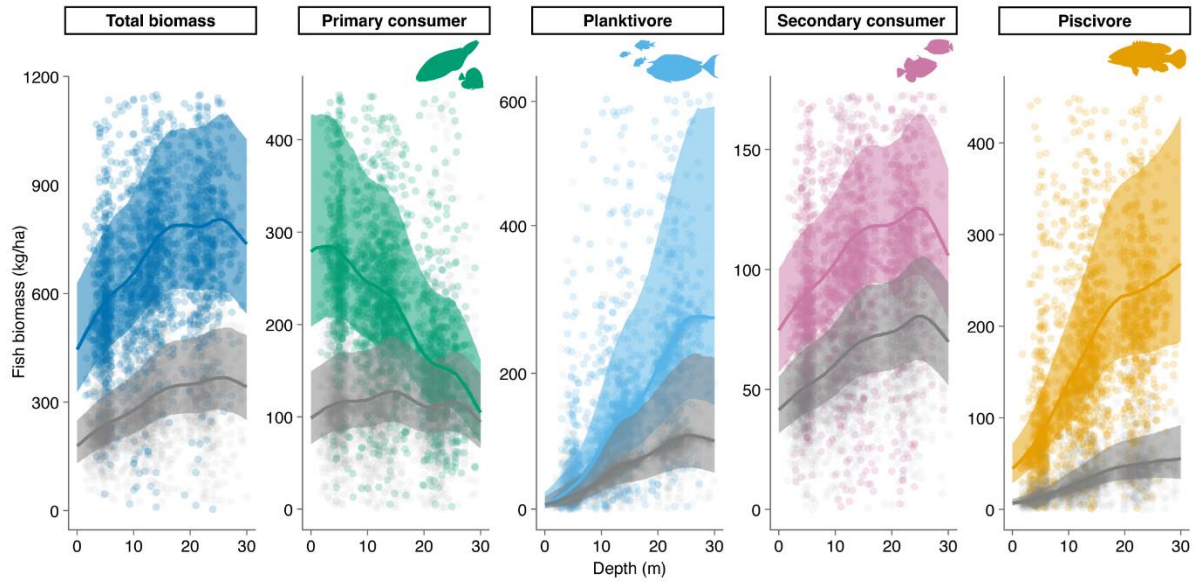 Total biomass
Primary consumer
Planktivore
Secondary consumer
Piscivore
Fish biomass (kg/ha)
1200
900
600
300
0
400
300
200
100
0
600
400
200
0
150
100
50
0
400
300
200
100
0
0 10 20 30
0 10 20 30
0 10 20 30
0 10 20 30
0 10 20 30
Depth (m)